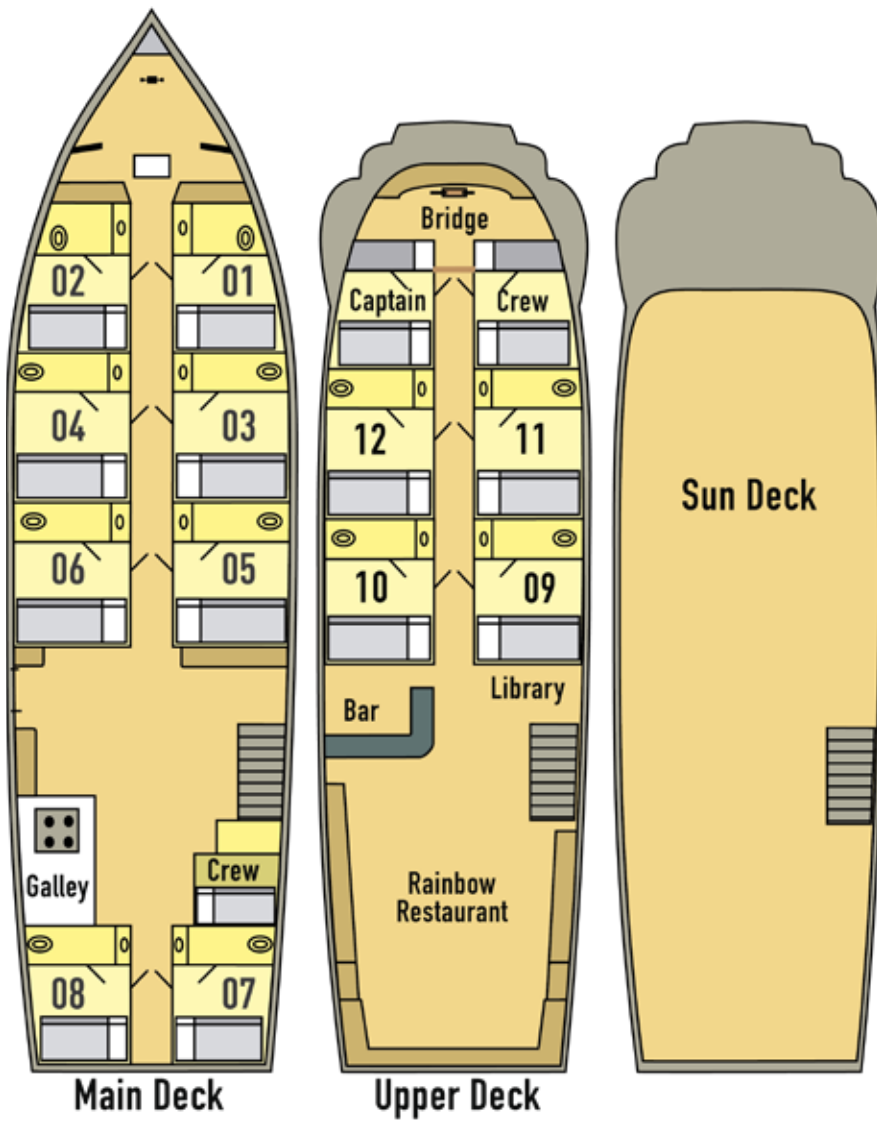 02
01
04
03
06
05
Galley
Crew
08
07
Main Deck
Bridge
Captain
Crew
12
11
10
09
Bar
Library
Rainbow
Restaurant
Upper Deck
Sun Deck